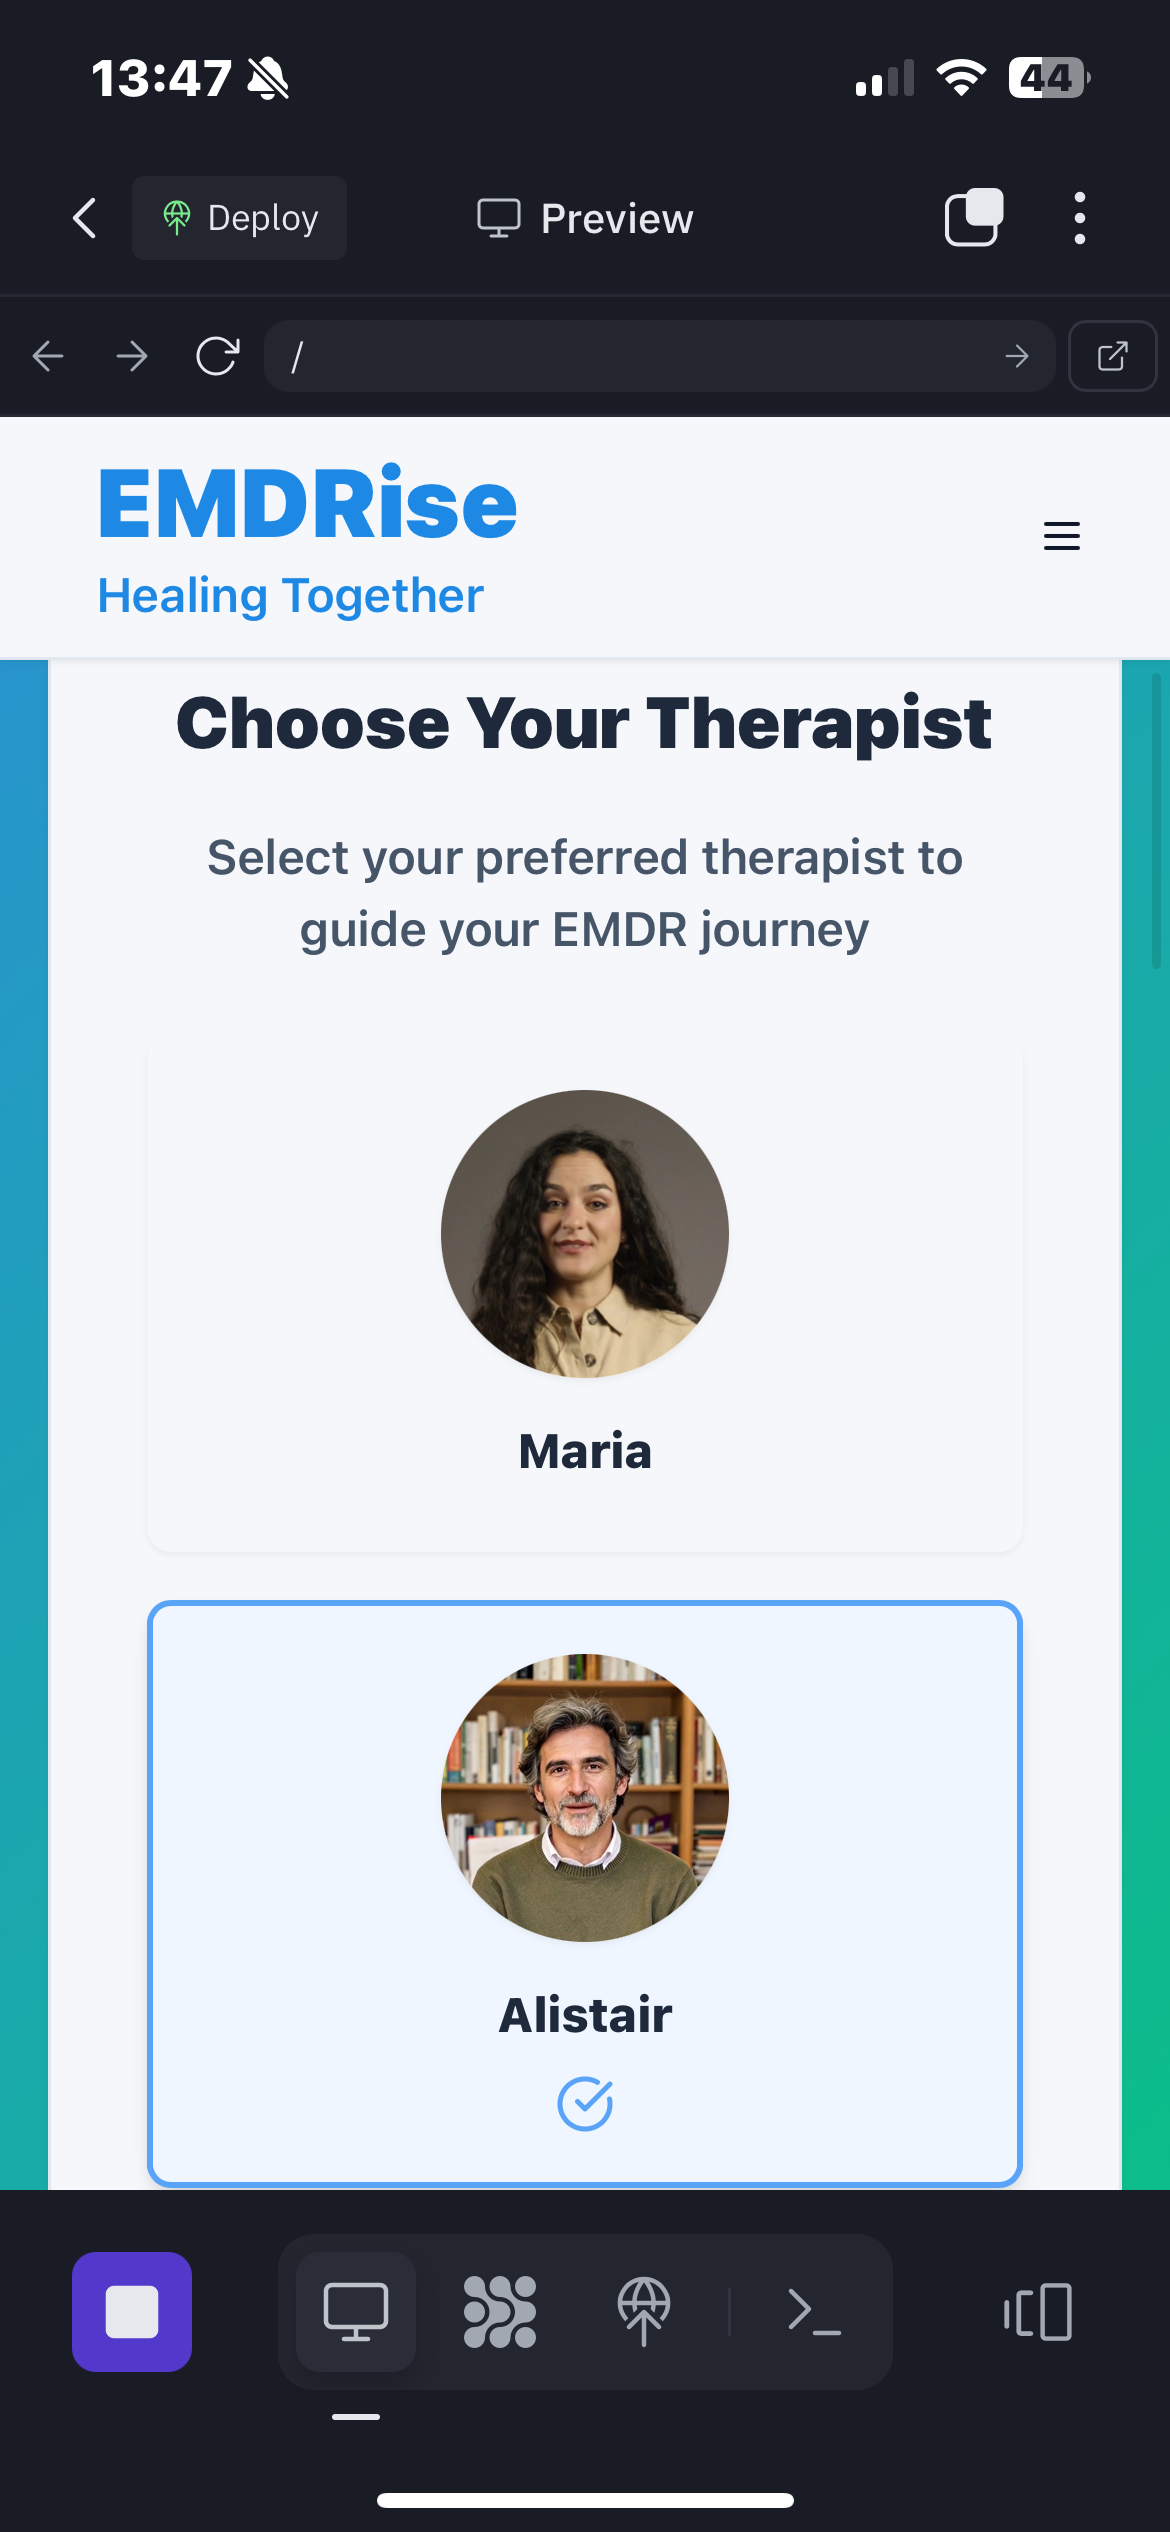 13:47
44
Deploy
Preview
/
EMDRise
Healing Together
Choose Your Therapist
Select your preferred therapist to
guide your EMDR journey
Maria
Alistair